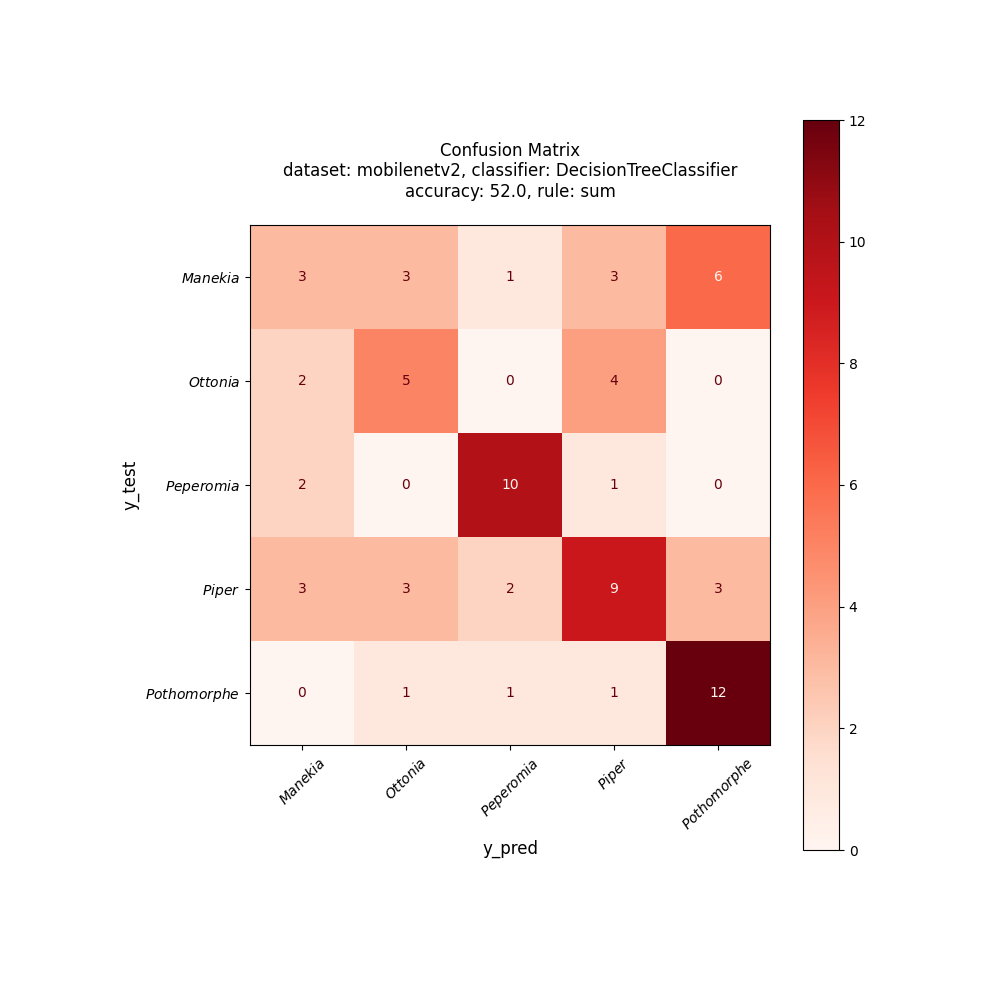 Confusion Matrix
dataset: mobilenetv2, classifier: DecisionTreeClassifier
accuracy: 52.0, rule: sum
Manekia 3 3 1 3 6
Ottonia 2 5 0 4 0
Peperomia 2 0 10 1 0
Piper 3 3 2 9 3
Pothomorphe 0 1 1 1 12
Manekia Ottonia Peperomia Piper Pothomorphe
y_test
y_pred
12
10
8
6
4
2
0